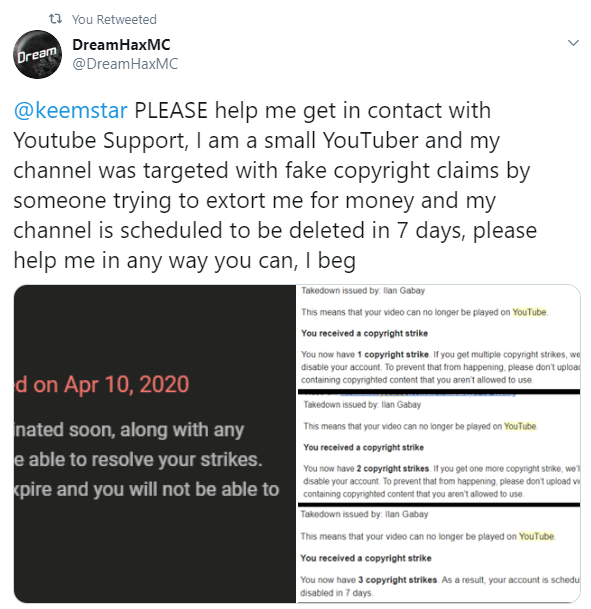 You Retweeted
Dream
DreamHaxMC
@DreamHaxMC
@keemstar PLEASE help me get in contact with
Youtube Support, I am a small YouTuber and my
channel was targeted with fake copyright claims by
someone trying to extort me for money and my
channel is scheduled to be deleted in 7 days, please
help me in any way you can, I beg
d on Apr 10, 2020
inated soon, along with any
e able to resolve your strikes.
xpire and you will not be able to
Takedown issued by: Ilan Gabay
This means that your video can no longer be played on YouTube.
You received a copyright strike
You now have 1 copyright strike. If you get multiple copyright strikes, we
disable your account. To prevent that from happening, please don't upload
containing copyrighted content that you aren't allowed to use.
Takedown issued by: Ilan Gabay
This means that your video can no longer be played on YouTube.
You received a copyright strike
You now have 2 copyright strikes. If you get one more copyright strike, we'l
disable your account. To prevent that from happening, please don't upload vi
containing copyrighted content that you aren't allowed to use.
Takedown issued by: Ilan Gabay
This means that your video can no longer be played on YouTube.
You received a copyright strike
You now have 3 copyright strikes. As a result, your account is schedu
disabled in 7 days.